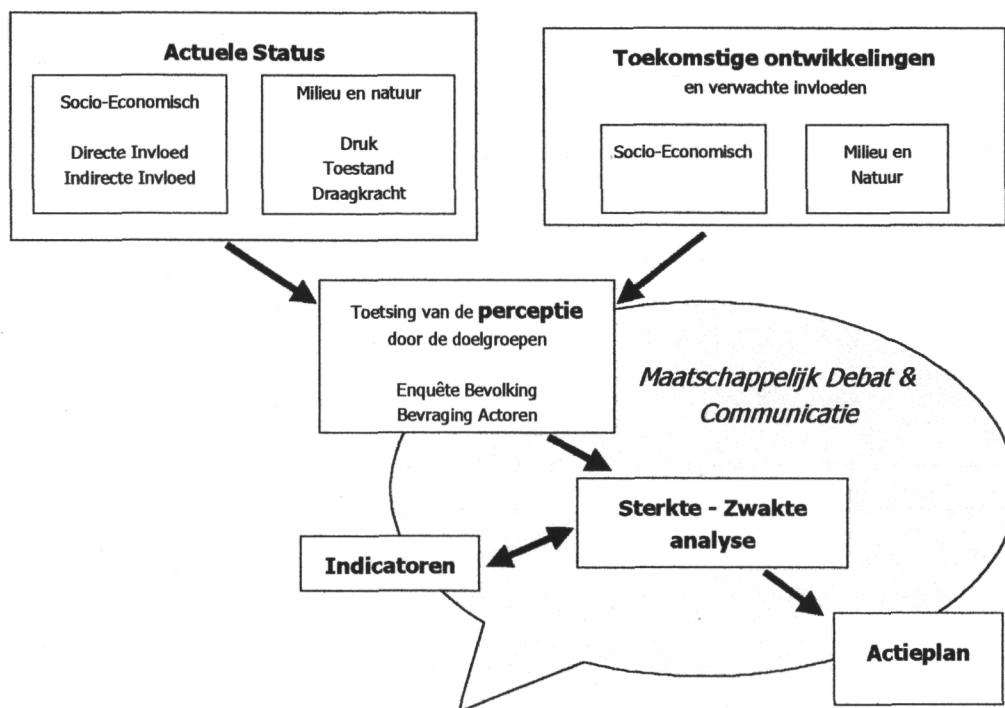 Actuele Status
Socio-Economisch
Directe Invloed
Indirecte Invloed
Milieu en natuur
Druk
Toestand
Draagkracht
Toekomstige ontwikkelingen
en verwachte invloeden
Socio-Economisch
Milieu en
Natuur
Toetsing van de perceptie
door de doelgroepen
Enquête Bevolking
Bevraging Actoren
Maatschappelijk Debat &
Communicatie
Sterkte - Zwakte
analyse
Indicatoren
Actieplan